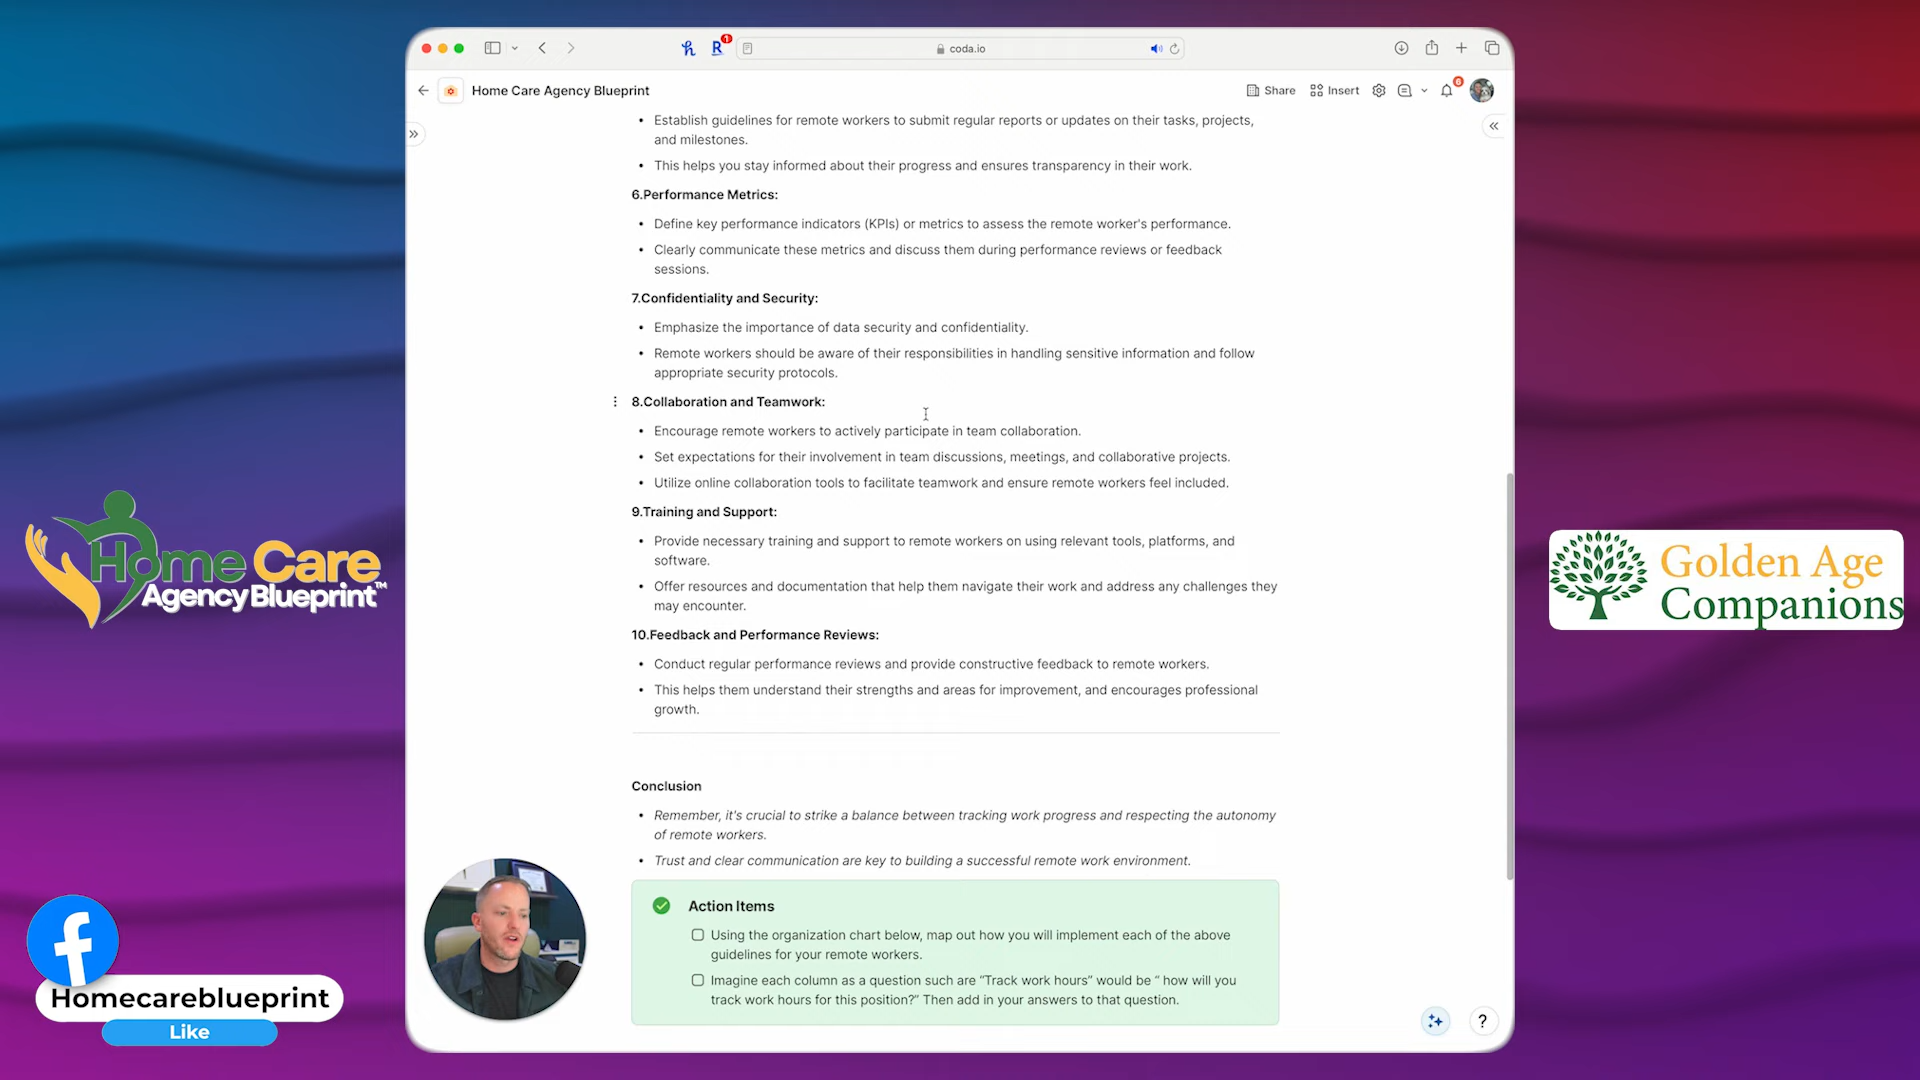 1
coda.io
Home Care Agency Blueprint
Share
Insert
6
• Establish guidelines for remote workers to submit regular reports or updates on their tasks, projects,
and milestones.
• This helps you stay informed about their progress and ensures transparency in their work.
6.Performance Metrics:
• Define key performance indicators (KPIs) or metrics to assess the remote worker's performance.
• Clearly communicate these metrics and discuss them during performance reviews or feedback
sessions.
7.Confidentiality and Security:
• Emphasize the importance of data security and confidentiality.
• Remote workers should be aware of their responsibilities in handling sensitive information and follow
appropriate security protocols.
8.Collaboration and Teamwork:
• Encourage remote workers to actively participate in team collaboration.
• Set expectations for their involvement in team discussions, meetings, and collaborative projects.
• Utilize online collaboration tools to facilitate teamwork and ensure remote workers feel included.
9.Training and Support:
• Provide necessary training and support to remote workers on using relevant tools, platforms, and
software.
• Offer resources and documentation that help them navigate their work and address any challenges they
may encounter.
10.Feedback and Performance Reviews:
• Conduct regular performance reviews and provide constructive feedback to remote workers.
• This helps them understand their strengths and areas for improvement, and encourages professional
growth.
Conclusion
• Remember, it's crucial to strike a balance between tracking work progress and respecting the autonomy
of remote workers.
• Trust and clear communication are key to building a successful remote work environment.
Action Items
Using the organization chart below, map out how you will implement each of the above
guidelines for your remote workers.
Imagine each column as a question such are "Track work hours" would be " how will you
track work hours for this position?" Then add in your answers to that question.
?
Home Care
Agency Blueprint™
Golden Age
Companions
Homecareblueprint
Like